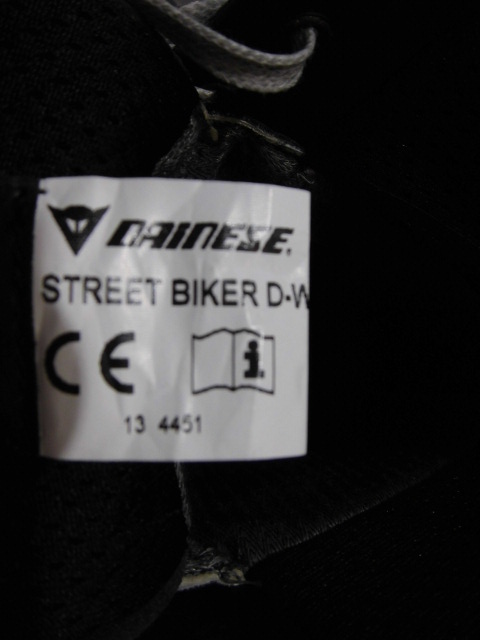 DAINESE
STREET BIKER D-W
CE
i
13 4451